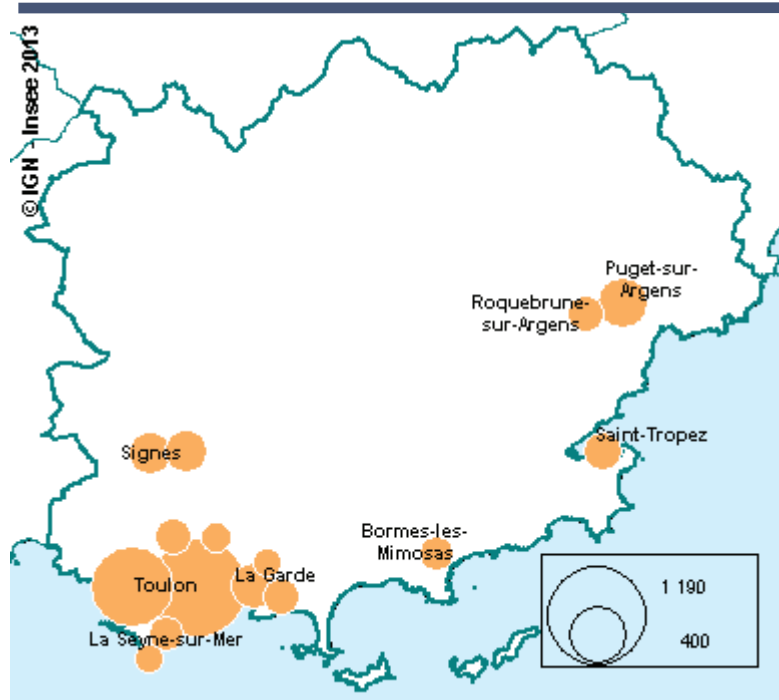 © IGN - Insee 2013
Puget-sur-
Argens
Roquebrune-
sur-Argens
Saint-Tropez
Signes
Bormes-les-
Mimosas
Toulon
La Garde
La Seyne-sur-Mer
1 190
400